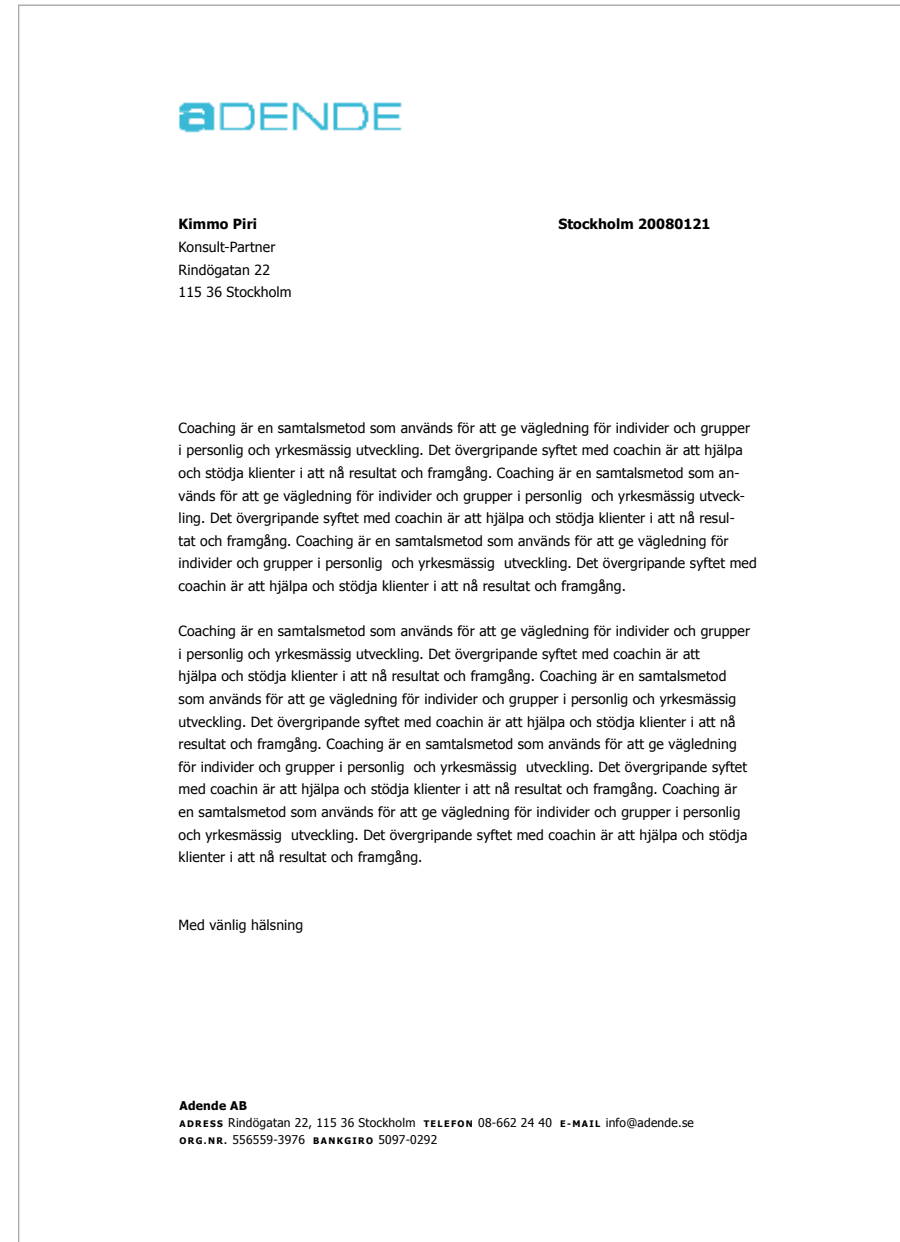 aDENDE
Kimmo Piri
Stockholm 20080121
Konsult-Partner
Rindögatan 22
115 36 Stockholm
Coaching är en samtalsmetod som används för att ge vägledning för individer och grupper
i personlig och yrkesmässig utveckling. Det övergripande syftet med coachin är att hjälpa
och stödja klienter i att nå resultat och framgång. Coaching är en samtalsmetod som an-
vänds för att ge vägledning för individer och grupper i personlig  och yrkesmässig utveck-
ling. Det övergripande syftet med coachin är att hjälpa och stödja klienter i att nå resul-
tat och framgång. Coaching är en samtalsmetod som används för att ge vägledning för
individer och grupper i personlig  och yrkesmässig  utveckling. Det övergripande syftet med
coachin är att hjälpa och stödja klienter i att nå resultat och framgång.
Coaching är en samtalsmetod som används för att ge vägledning för individer och grupper
i personlig och yrkesmässig utveckling. Det övergripande syftet med coachin är att
hjälpa och stödja klienter i att nå resultat och framgång. Coaching är en samtalsmetod
som används för att ge vägledning för individer och grupper i personlig och yrkesmässig
utveckling. Det övergripande syftet med coachin är att hjälpa och stödja klienter i att nå
resultat och framgång. Coaching är en samtalsmetod som används för att ge vägledning
för individer och grupper i personlig  och yrkesmässig  utveckling. Det övergripande syftet
med coachin är att hjälpa och stödja klienter i att nå resultat och framgång. Coaching är
en samtalsmetod som används för att ge vägledning för individer och grupper i personlig
och yrkesmässig  utveckling. Det övergripande syftet med coachin är att hjälpa och stödja
klienter i att nå resultat och framgång.
Med vänlig hälsning
Adende AB
ADRESS Rindögatan 22, 115 36 Stockholm TELEFON 08-662 24 40 E-MAIL info@adende.se
ORG.NR. 556559-3976 BANKGIRO 5097-0292